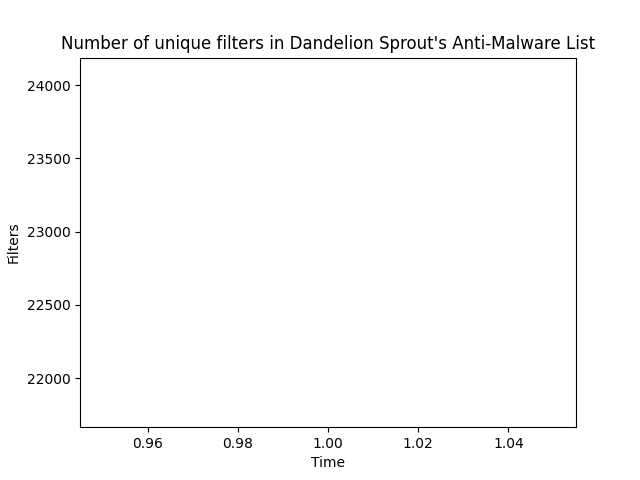 Number of unique filters in Dandelion Sprout's Anti-Malware List
24000
23500
23000
22500
22000
Filters
0.96 0.98 1.00 1.02 1.04
Time